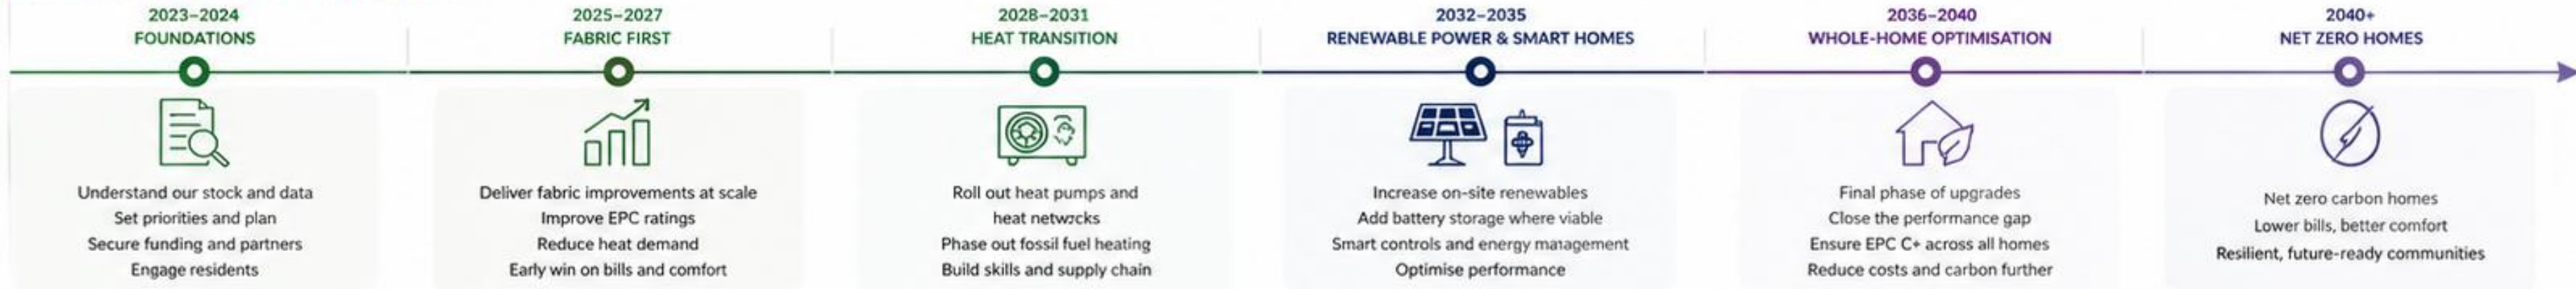 2023–2024
FOUNDATIONS
Understand our stock and data
Set priorities and plan
Secure funding and partners
Engage residents
2025–2027
FABRIC FIRST
Deliver fabric improvements at scale
Improve EPC ratings
Reduce heat demand
Early win on bills and comfort
2028–2031
HEAT TRANSITION
Roll out heat pumps and
heat
Phase out fossil fuel heating
Build skills and supply chain
2032–2035
RENEWABLE POWER & SMART HOMES
Increase on-site renewables
Add battery storage where viable
Smart controls and energy management
Optimise performance
2036–2040
WHOLE-HOME OPTIMISATION
Final phase of upgrades
Close the performance gap
Ensure EPC C+ across all homes
Reduce costs and carbon further
2040+
NET ZERO HOMES
Net zero carbon homes
Lower bills, better comfort
Resilient, future-ready communities